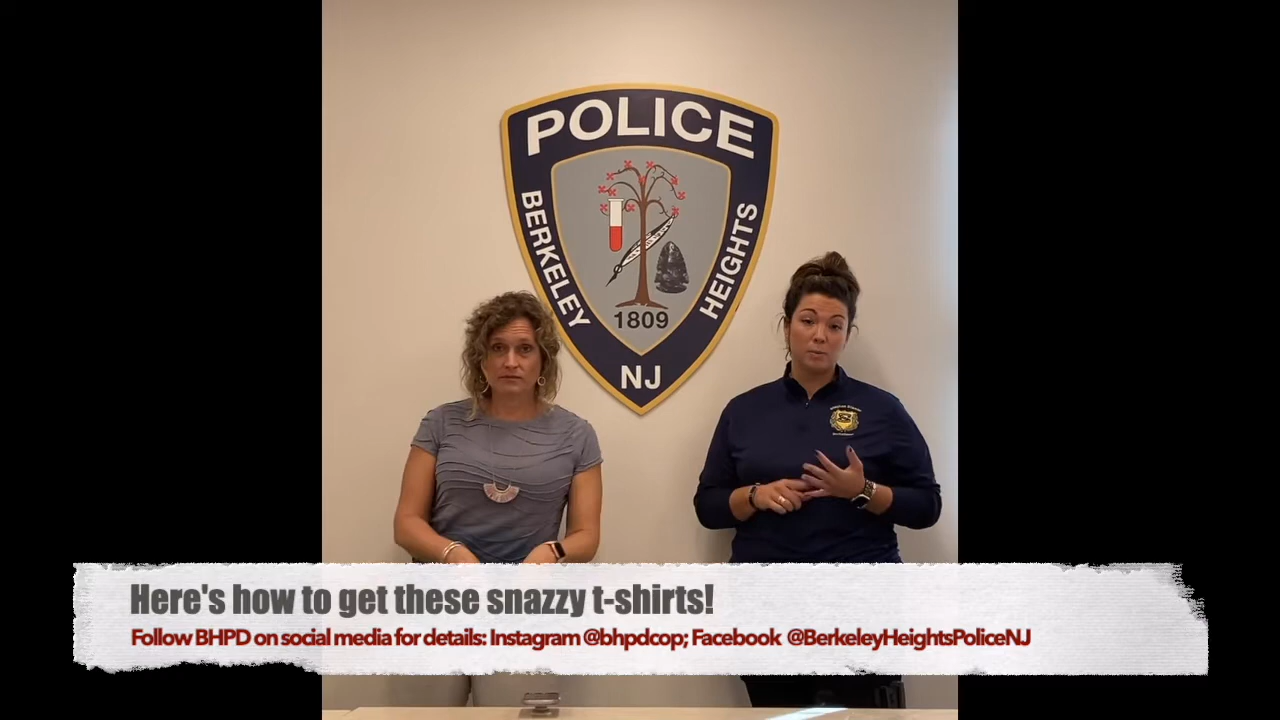 POLICE
BERKELEY
HEIGHTS
1809
NJ
Here's how to get these snazzy t-shirts!
Follow BHPD on social media for details: Instagram @bhpdcop; Facebook @BerkeleyHeightsPoliceNJ